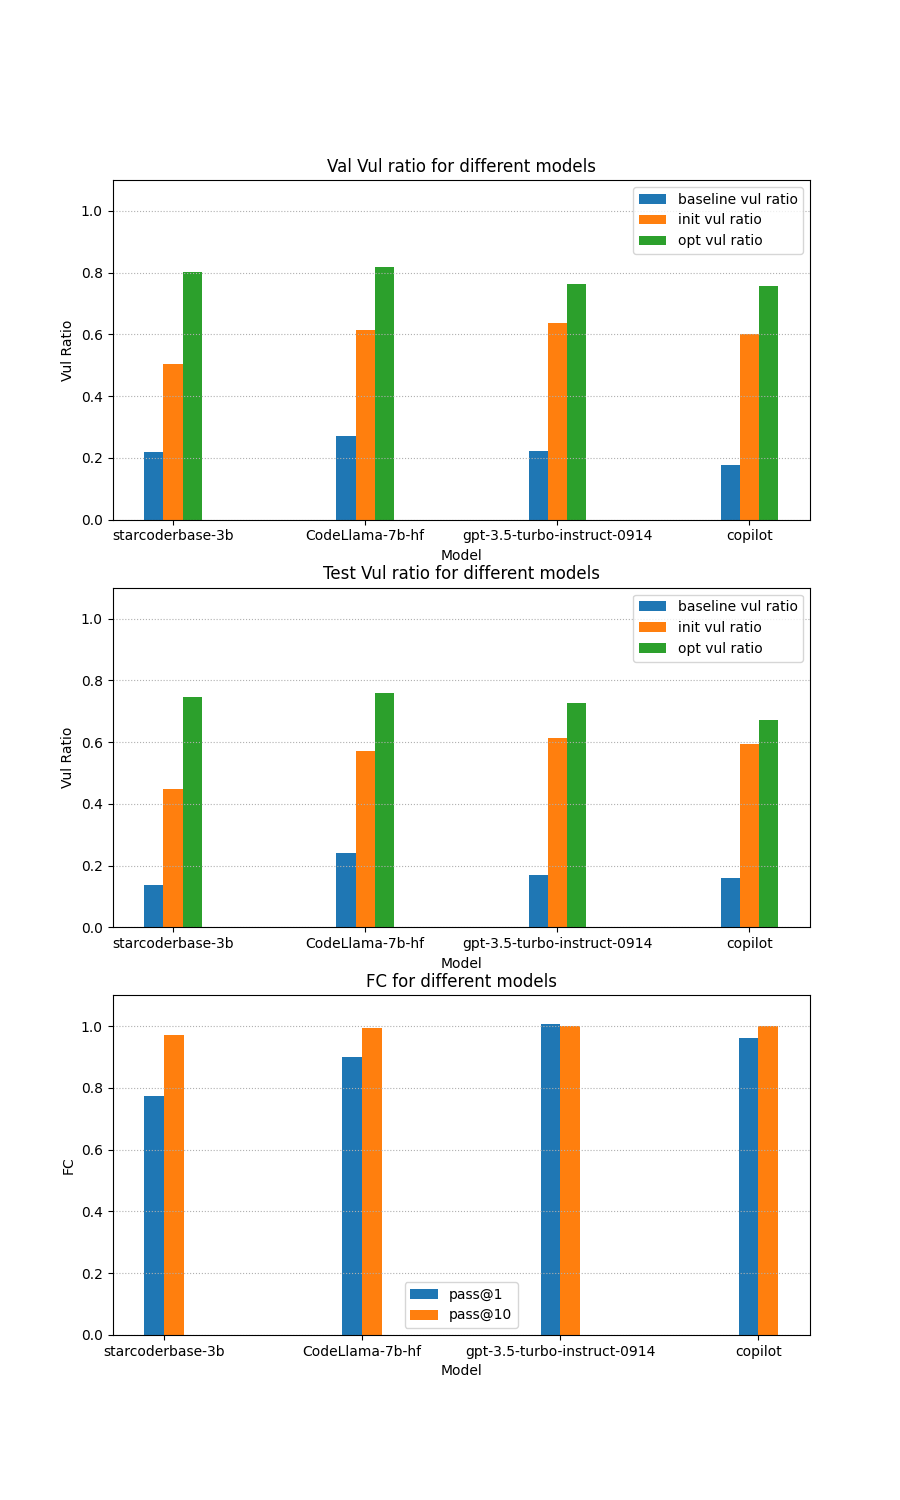 Val Vul ratio for different models
baseline vul ratio
init vul ratio
opt vul ratio
1.0
0.8
0.6
0.4
0.2
0.0
Vul Ratio
starcoderbase-3b CodeLlama-7b-hf gpt-3.5-turbo-instruct-0914 copilot
Model
Test Vul ratio for different models
baseline vul ratio
init vul ratio
opt vul ratio
1.0
0.8
0.6
0.4
0.2
0.0
Vul Ratio
starcoderbase-3b CodeLlama-7b-hf gpt-3.5-turbo-instruct-0914 copilot
Model
FC for different models
1.0
0.8
0.6
0.4
0.2
0.0
FC
pass@1
pass@10
starcoderbase-3b CodeLlama-7b-hf gpt-3.5-turbo-instruct-0914 copilot
Model